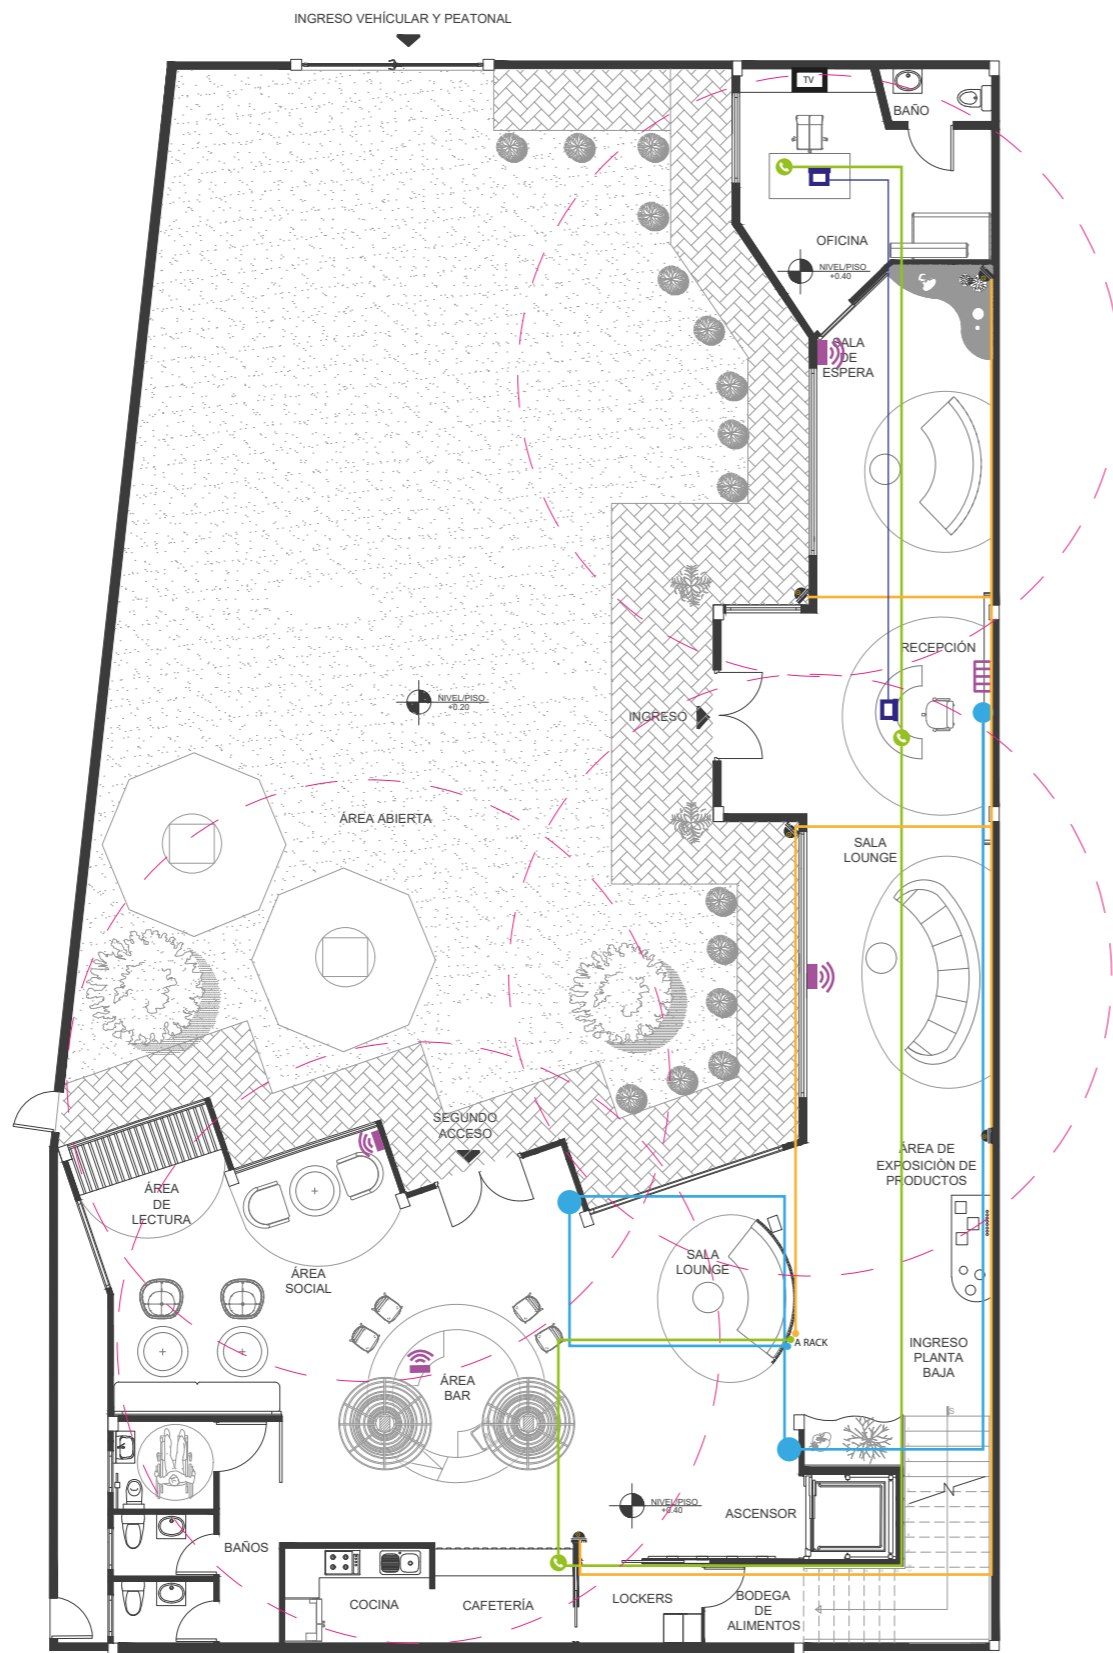 INGRESO VEHÍCULAR Y PEATONAL
TV
BAÑO
OFICINA
NIVEL/PISO
+0.40
SALA
DE
ESPERA
RECEPCIÓN
NIVEL/PISO
+0.20
INGRESO
ÁREA ABIERTA
SALA
LOUNGE
SEGUNDO
ACCESO
ÁREA DE
EXPOSICIÒN DE
PRODUCTOS
ÁREA
DE
LECTURA
ÁREA
SOCIAL
SALA
LOUNGE
A RACK
INGRESO
PLANTA
BAJA
ÁREA
BAR
S
N
NIVEL/PISO
+0.40
ASCENSOR
BAÑOS
COCINA
CAFETERÍA
LOCKERS
BODEGA
DE
ALIMENTOS